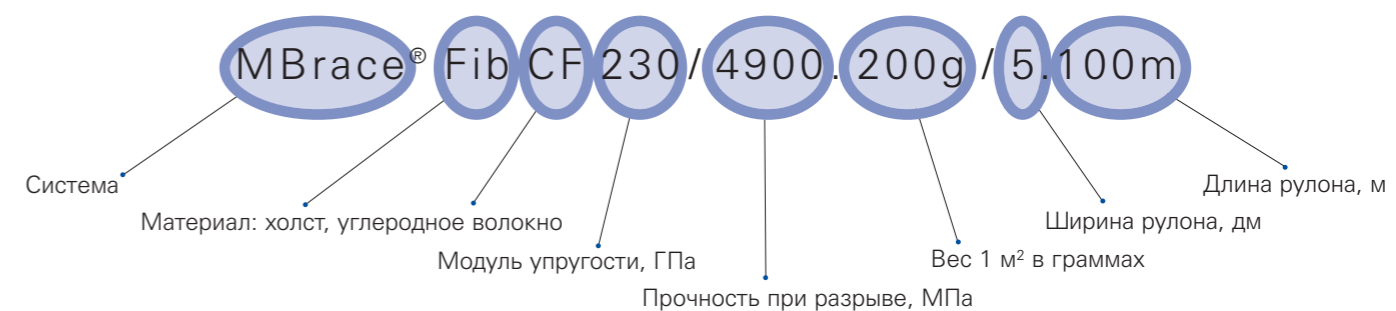 MBrace® Fib CF 230/4900.200g/5.100m
Система
Длина рулона, м
Материал: холст, углеродное волокно
Ширина рулона, дм
Модуль упругости, ГПа
Вес 1 м² в граммах
Прочность при разрыве, МПа